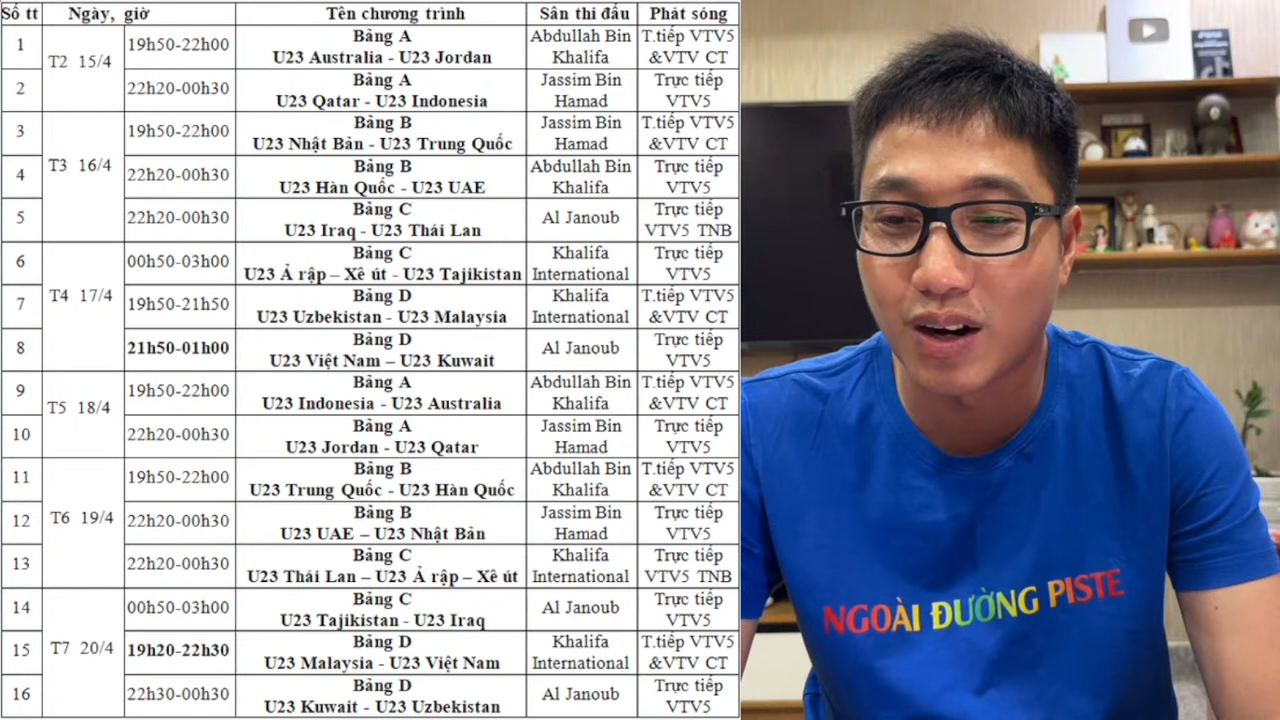 Số tt Ngày, giờ Tên chương trình Sân thi đấu Phát sóng
1 T2 15/4 19h50-22h00 Bảng A Abdullah Bin T.tiếp VTV5
U23 Australia - U23 Jordan Khalifa &VTV CT
2 22h20-00h30 Bảng A Jassim Bin Trực tiếp
U23 Qatar - U23 Indonesia Hamad VTV5
3 T3 16/4 19h50-22h00 Bảng B Jassim Bin T.tiếp VTV5
U23 Nhật Bản - U23 Trung Quốc Hamad &VTV CT
4 22h20-00h30 Bảng B Abdullah Bin Trực tiếp
U23 Hàn Quốc - U23 UAE Khalifa VTV5
5 22h20-00h30 Bảng C Al Janoub Trực tiếp
U23 Iraq - U23 Thái Lan VTV5 TNB
6 T4 17/4 00h50-03h00 Bảng C Khalifa Trực tiếp
U23 Ả rập – Xê út - U23 Tajikistan International VTV5
7 19h50-21h50 Bảng D Khalifa T.tiếp VTV5
U23 Uzbekistan - U23 Malaysia International &VTV CT
8 21h50-01h00 Bảng D Al Janoub Trực tiếp
U23 Việt Nam – U23 Kuwait VTV5
9 T5 18/4 19h50-22h00 Bảng A Abdullah Bin T.tiếp VTV5
U23 Indonesia - U23 Australia Khalifa &VTV CT
10 22h20-00h30 Bảng A Jassim Bin Trực tiếp
U23 Jordan - U23 Qatar Hamad VTV5
11 T6 19/4 19h50-22h00 Bảng B Abdullah Bin T.tiếp VTV5
U23 Trung Quốc - U23 Hàn Quốc Khalifa &VTV CT
12 22h20-00h30 Bảng B Jassim Bin Trực tiếp
U23 UAE – U23 Nhật Bản Hamad VTV5
13 22h20-00h30 Bảng C Khalifa Trực tiếp
U23 Thái Lan – U23 Ả rập – Xê út International VTV5 TNB
14 T7 20/4 00h50-03h00 Bảng C Al Janoub Trực tiếp
U23 Tajikistan - U23 Iraq VTV5
15 19h20-22h30 Bảng D Khalifa T.tiếp VTV5
U23 Malaysia - U23 Việt Nam International &VTV CT
16 22h30-00h30 Bảng D Al Janoub Trực tiếp
U23 Kuwait - U23 Uzbekistan VTV5
NGOÀI ĐƯỜNG PISTE